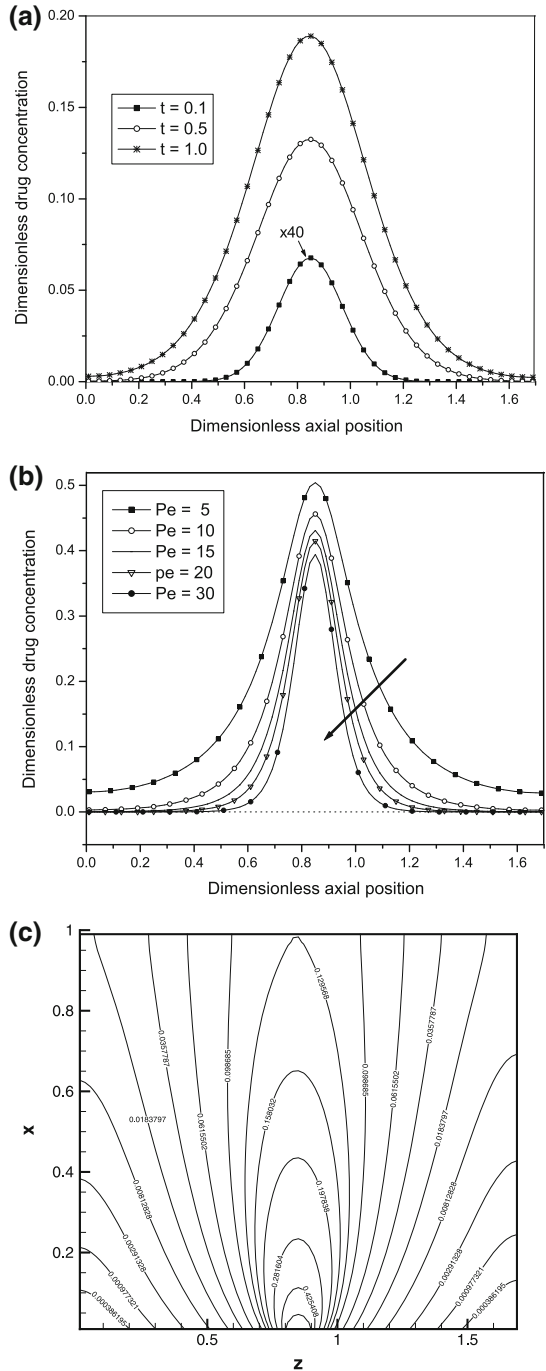 (a)
0.20
0.15
0.10
0.05
0.00
Dimensionless drug concentration
t = 0.1
t = 0.5
t = 1.0
x40
0.0 0.2 0.4 0.6 0.8 1.0 1.2 1.4 1.6
Dimensionless axial position
(b)
0.5
0.4
0.3
0.2
0.1
0.0
Dimensionless drug concentration
Pe = 5
Pe = 10
Pe = 15
pe = 20
Pe = 30
0.0 0.2 0.4 0.6 0.8 1.0 1.2 1.4 1.6
Dimensionless axial position
(c)
1
0.8
0.6
0.4
0.2
x
0.129568
0.0357787
0.098685
0.098685
0.0357787
0.0615502
0.0615502
0.158032
0.0183797
0.0183797
0.197838
0.00812828
0.00812828
0.281604
0.00291328
0.00291328
0.425408
0.000977321
0.000977321
0.000386195
0.000386195
0.5 1 1.5
z